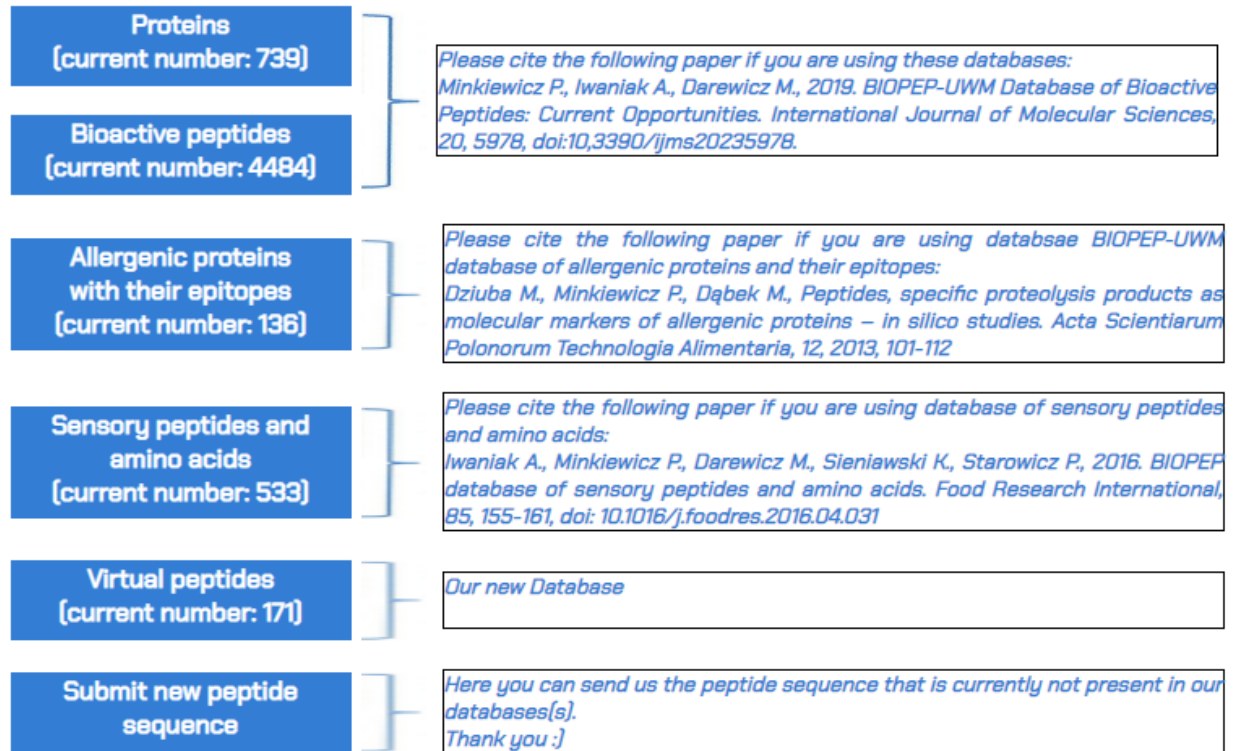 Proteins
(current number: 739)
Bioactive peptides
(current number: 4484)
Please cite the following paper if you are using these databases:
Minkiewicz P., Iwaniak A., Darewicz M., 2019. BIOPEP-UWM Database of Bioactive
Peptides: Current Opportunities. International Journal of Molecular Sciences,
20, 5978, doi:10,3390/ijms20235978.
Allergenic proteins
with their epitopes
(current number: 136)
Please cite the following paper if you are using databsae BIOPEP-UWM
database of allergenic proteins and their epitopes:
Dziuba M., Minkiewicz P., Dąbek M., Peptides, specific proteolysis products as
molecular markers of allergenic proteins – in silico studies. Acta Scientiarum
Polonorum Technologia Alimentaria, 12, 2013, 101-112
Sensory peptides and
amino acids
(current number: 533)
Please cite the following paper if you are using database of sensory peptides
and amino acids:
Iwaniak A., Minkiewicz P., Darewicz M., Sieniawski K., Starowicz P., 2016. BIOPEP
database of sensory peptides and amino acids. Food Research International,
85, 155-161, doi: 10.1016/j.foodres.2016.04.031
Virtual peptides
(current number: 171)
Our new Database
Submit new peptide
sequence
Here you can send us the peptide sequence that is currently not present in our
databases(s).
Thank you :)